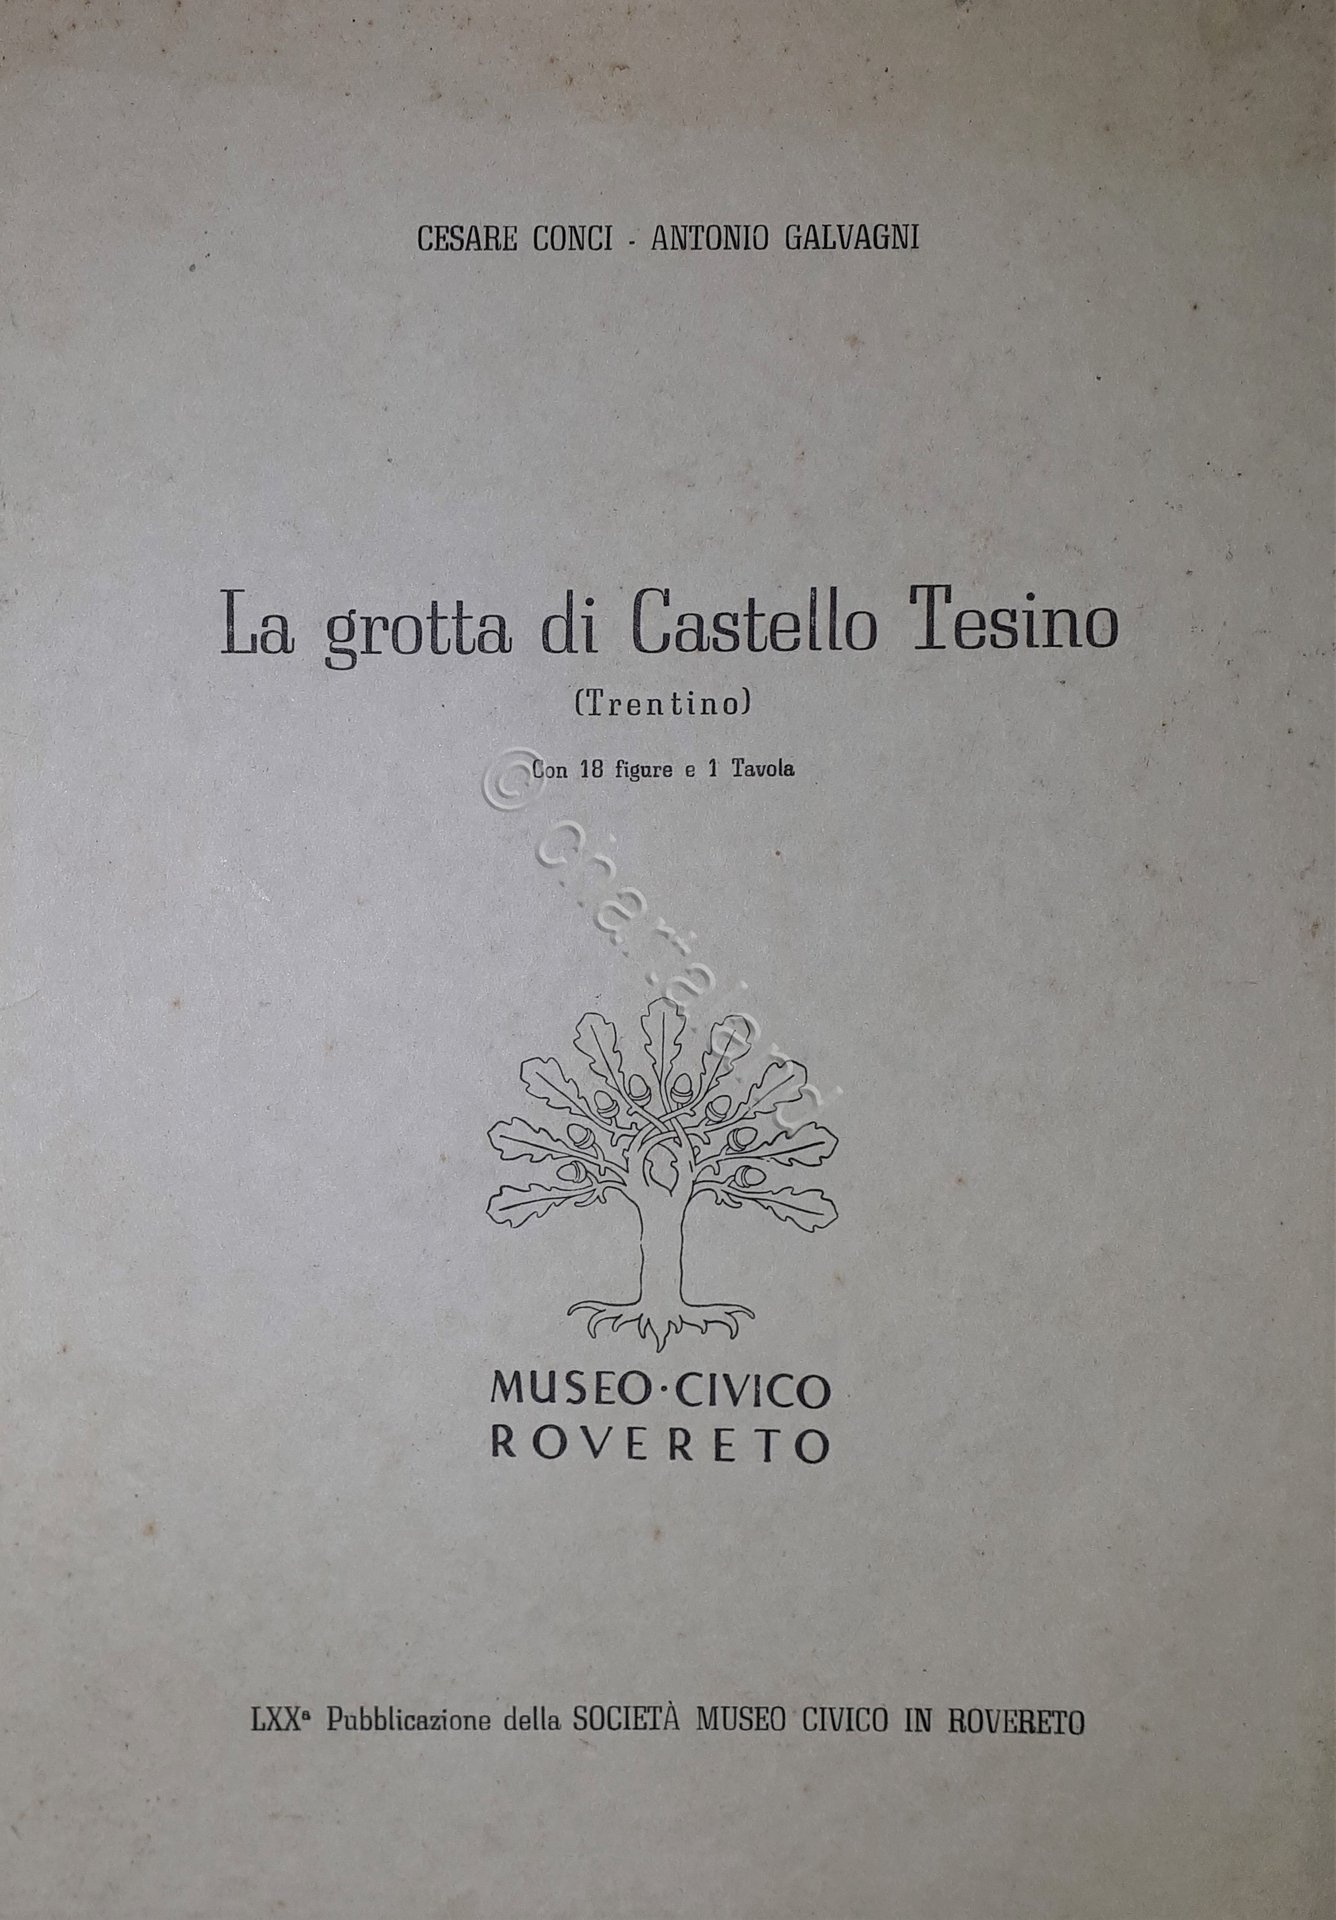 CESARE CONCI - ANTONIO GALVAGNI
La grotta di Castello Tesino
(Trentino)
Con 18 figure e 1 Tavola
© chartaland
MUSEO · CIVICO
ROVERETO
LXXª Pubblicazione della SOCIETÀ MUSEO CIVICO IN ROVERETO